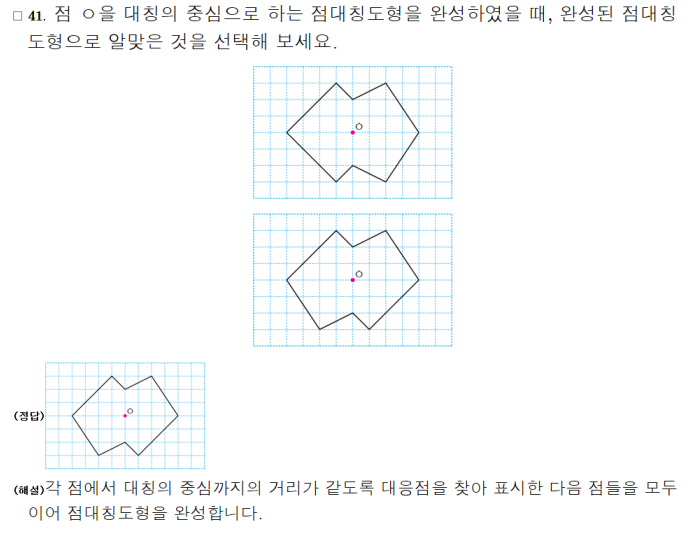 □ 41. 점 ㅇ을 대칭의 중심으로 하는 점대칭도형을 완성하였을 때, 완성된 점대칭
도형으로 알맞은 것을 선택해 보세요.
ㅇ
ㅇ
ㅇ
(정답)
(해설)각 점에서 대칭의 중심까지의 거리가 같도록 대응점을 찾아 표시한 다음 점들을 모두
이어 점대칭도형을 완성합니다.